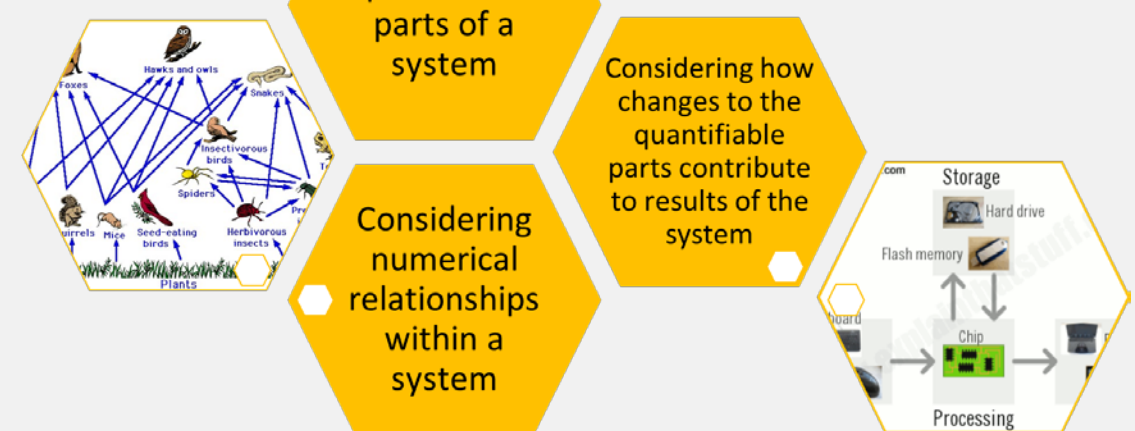 parts of a
system
Considering how
changes to the
quantifiable
parts contribute
to results of the
system
Considering
numerical
relationships
within a
system
Foxes
Hawks and owls
Snakes
Insectivorous
birds
Spiders
Mice
Seed-eating
birds
Herbivorous
insects
Plants
.com
Storage
Hard drive
Flash memory
Chip
Processing